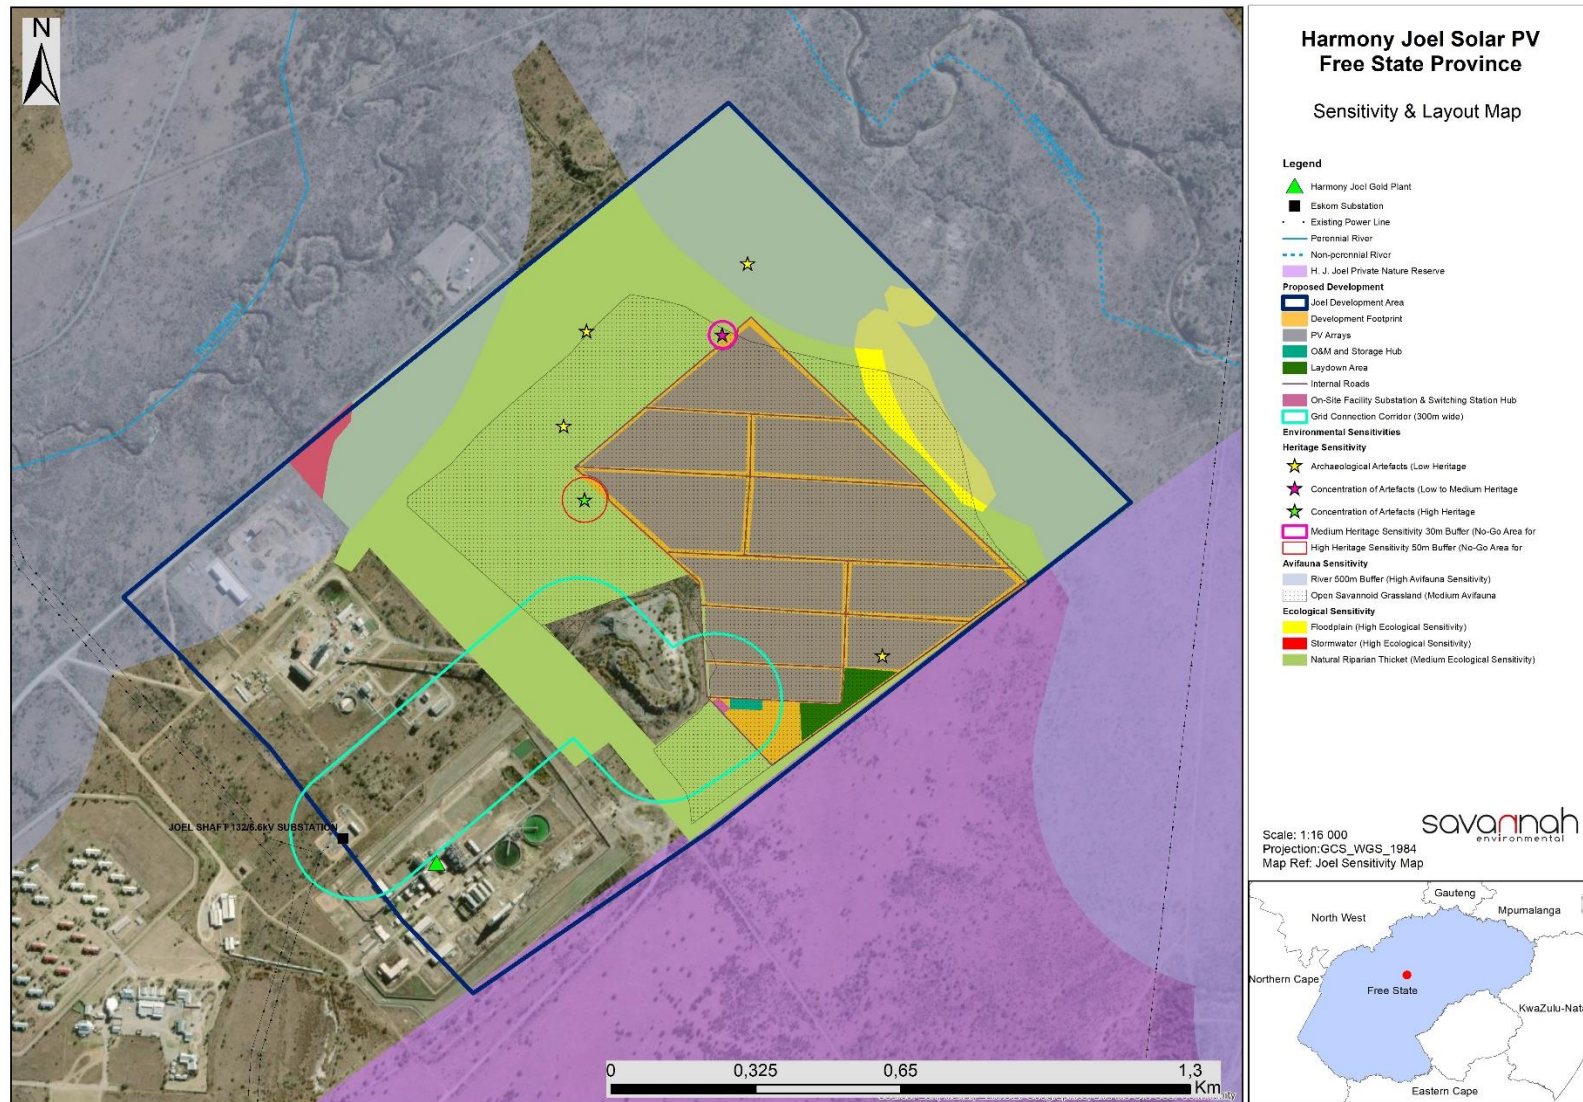 N
JOEL SHAFT 132/6.6kV SUBSTATION
0
0,325
0,65
1,3
Km
Harmony Joel Solar PV
Free State Province
Sensitivity & Layout Map
Legend
Harmony Joel Gold Plant
Eskom Substation
Existing Power Line
Perennial River
Non-perennial River
H. J. Joel Private Nature Reserve
Proposed Development
Joel Development Area
Development Footprint
PV Arrays
O&M and Storage Hub
Laydown Area
Internal Roads
On-Site Facility Substation & Switching Station Hub
Grid Connection Corridor (300m wide)
Environmental Sensitivities
Heritage Sensitivity
Archaeological Artefacts (Low Heritage
Concentration of Artefacts (Low to Medium Heritage
Concentration of Artefacts (High Heritage
Medium Heritage Sensitivity 30m Buffer (No-Go Area for
High Heritage Sensitivity 50m Buffer (No-Go Area for
Avifauna Sensitivity
River 500m Buffer (High Avifauna Sensitivity)
Open Savannoid Grassland (Medium Avifauna
Ecological Sensitivity
Floodplain (High Ecological Sensitivity)
Stormwater (High Ecological Sensitivity)
Natural Riparian Thicket (Medium Ecological Sensitivity)
savannah
environmental
Scale: 1:16 000
Projection:GCS_WGS_1984
Map Ref: Joel Sensitivity Map
Gauteng
North West
Mpumalanga
Northern Cape
Free State
KwaZulu-Nata
Eastern Cape